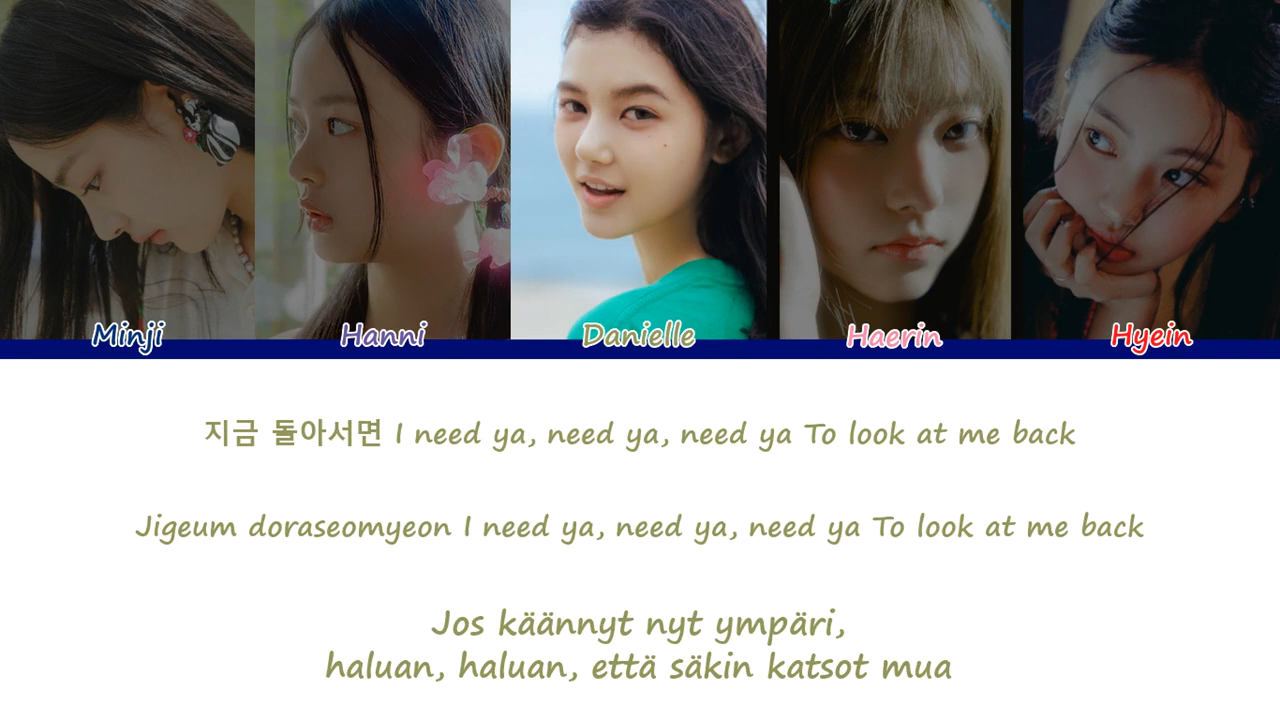 Minji
Hanni
Danielle
Haerin
Hyein
지금 돌아서면 I need ya, need ya, need ya To look at me back
Jigeum doraseomyeon I need ya, need ya, need ya To look at me back
Jos käännyt nyt ympäri,
haluan, haluan, että säkin katsot mua